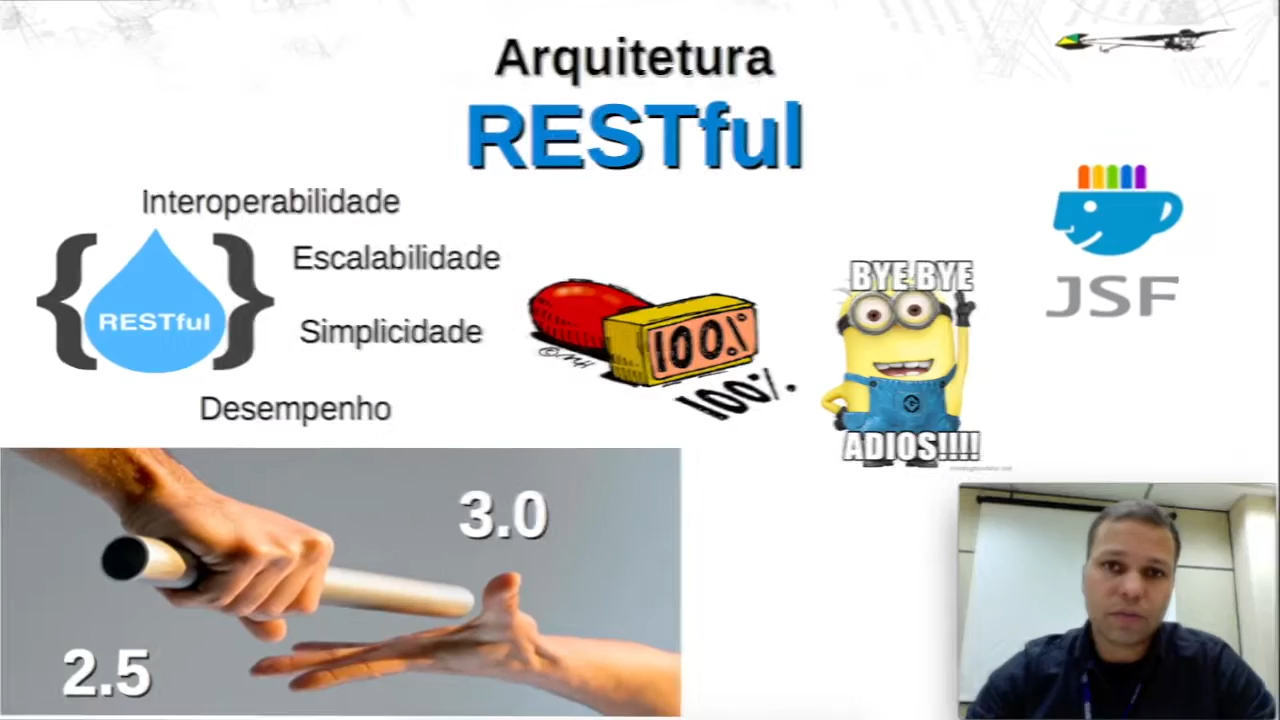 Arquitetura
RESTful
Interoperabilidade
Escalabilidade
RESTful
Simplicidade
Desempenho
100%
100%
BYE BYE
ADIOS!!!!
JSF
3.0
2.5